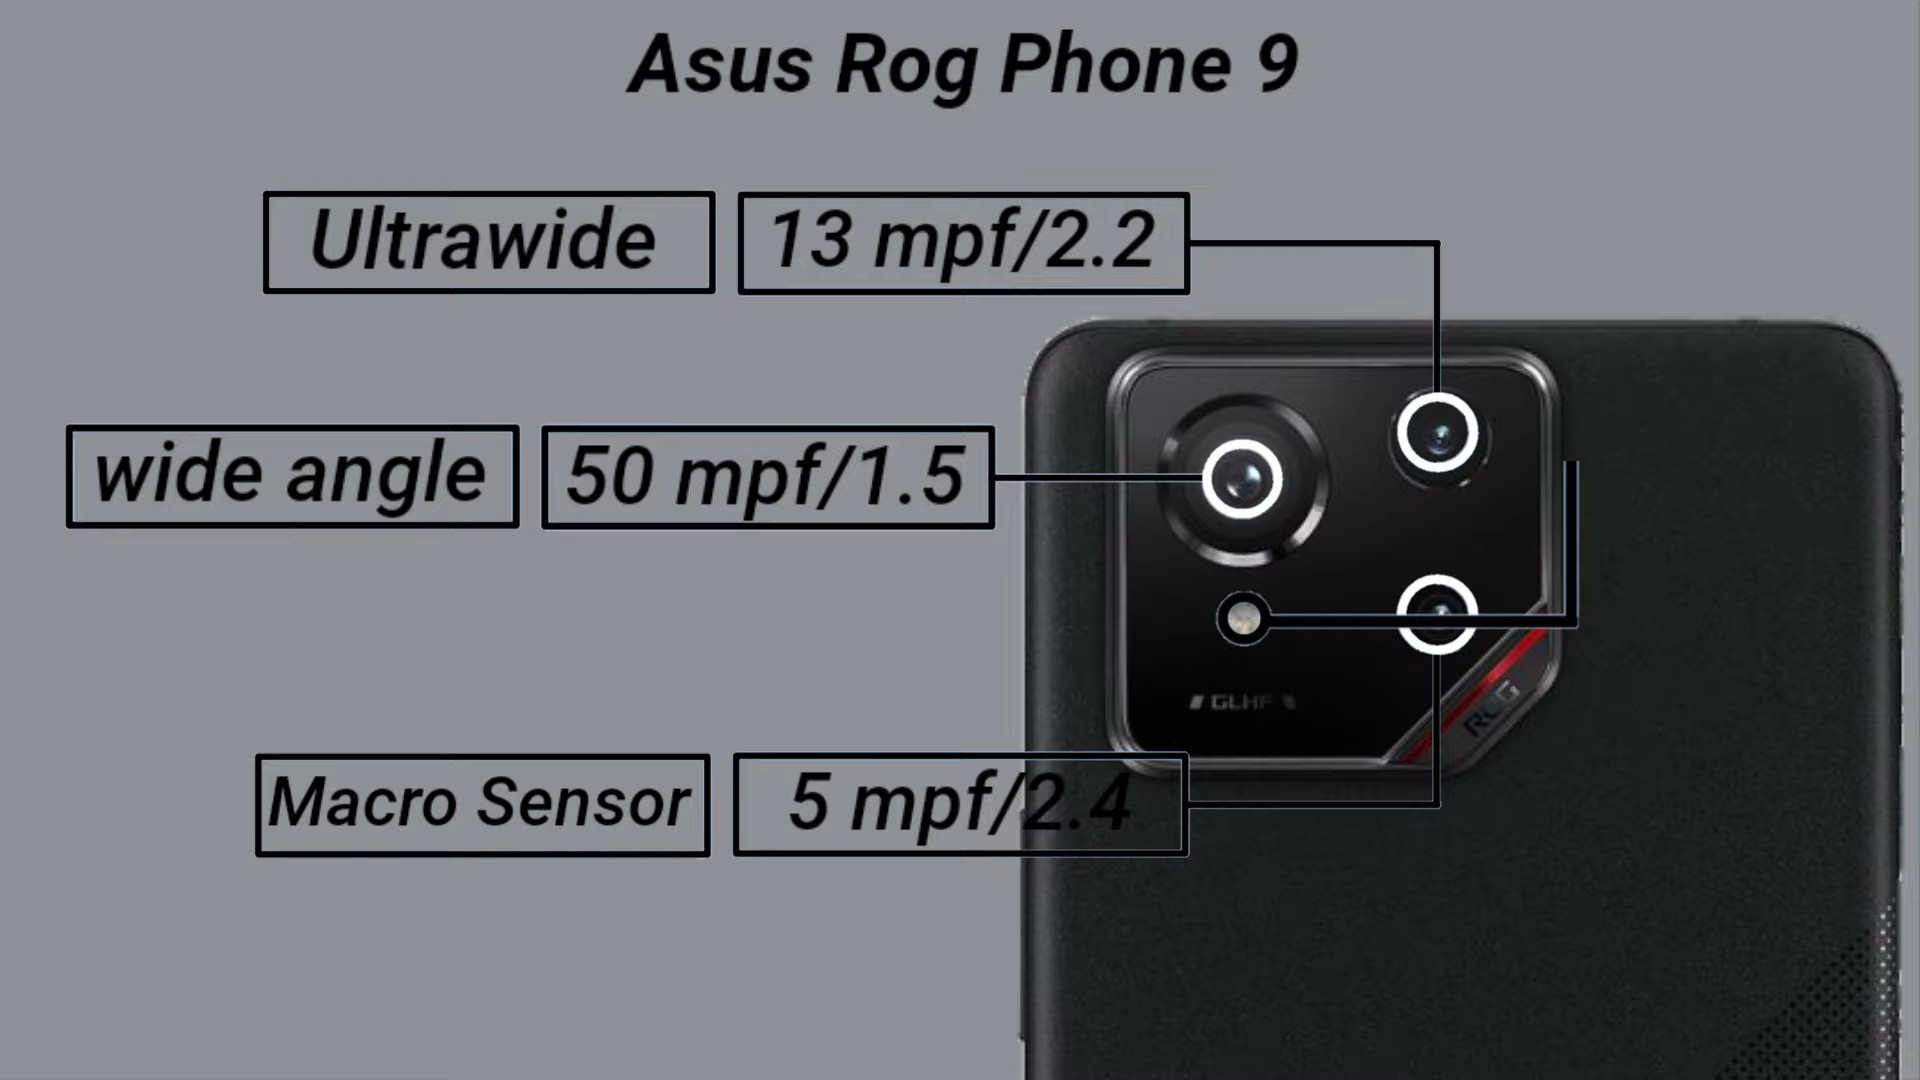 Asus Rog Phone 9
Ultrawide
13 mpf/2.2
wide angle
50 mpf/1.5
GLHF
ROG
Macro Sensor
5 mpf/2.4